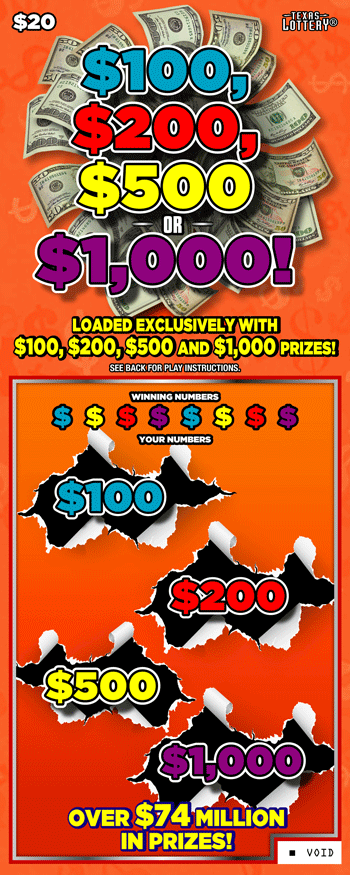 $20
TEXAS
LOTTERY®
$100,
$200,
$500
OR
$1,000!
LOADED EXCLUSIVELY WITH
$100, $200, $500 AND $1,000 PRIZES!
SEE BACK FOR PLAY INSTRUCTIONS.
WINNING NUMBERS
$ $ $ $ $ $ $ $
YOUR NUMBERS
$100
$200
$500
$1,000
OVER $74 MILLION
IN PRIZES!
VOID